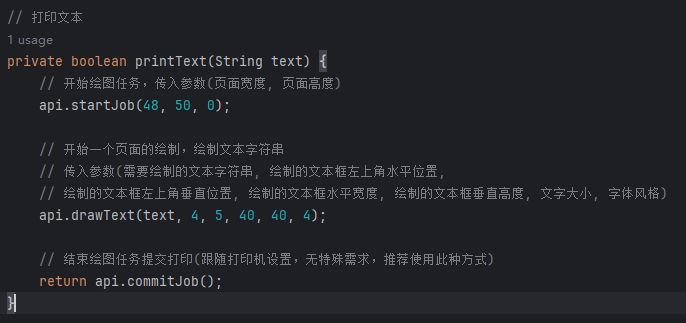 // 打印文本
1 usage
private boolean printText(String text) {
// 开始绘图任务，传入参数(页面宽度, 页面高度)
api.startJob(48, 50, 0);
// 开始一个页面的绘制，绘制文本字符串
// 传入参数(需要绘制的文本字符串, 绘制的文本框左上角水平位置,
// 绘制的文本框左上角垂直位置, 绘制的文本框水平宽度, 绘制的文本框垂直高度, 文字大小, 字体风格)
api.drawText(text, 4, 5, 40, 40, 4);
// 结束绘图任务提交打印(跟随打印机设置，无特殊需求，推荐使用此种方式)
return api.commitJob();
}